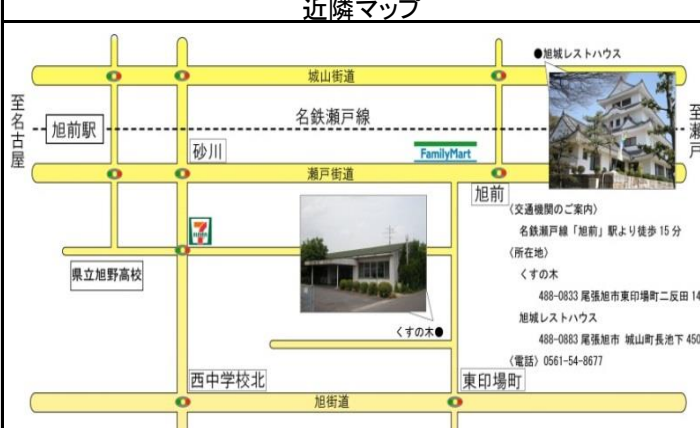 近隣マップ
●旭城レストハウス
城山街道
至名古屋
旭前駅
名鉄瀬戸線
至瀬戸
砂川
FamilyMart
瀬戸街道
旭前
〈交通機関のご案内〉
名鉄瀬戸線「旭前」駅より徒歩 15 分
7
ELEVEN
〈所在地〉
県立旭野高校
くすの木
488-0833 尾張旭市東印場町二反田 14
旭城レストハウス
くすの木●
488-0883 尾張旭市 城山町長池下 450
〈電話〉0561-54-8677
西中学校北
東印場町
旭街道